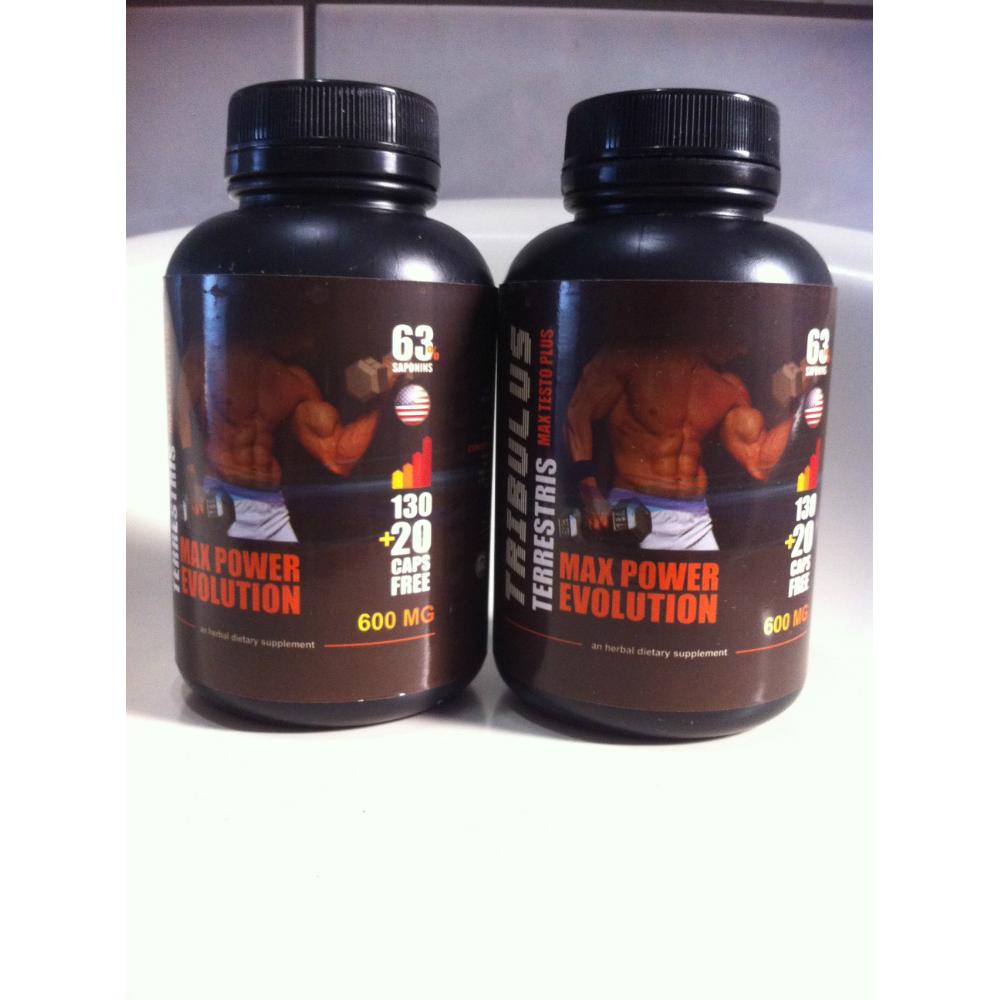 63%
SAPONINS
130
+20
CAPS
FREE
TERRESTRIS
MAX POWER
EVOLUTION
600 MG
an herbal dietary supplement
TRIBULUS
TERRESTRIS
MAX TESTO PLUS
63%
SAPONINS
130
+20
CAPS
FREE
MAX POWER
EVOLUTION
600 MG
an herbal dietary supplement